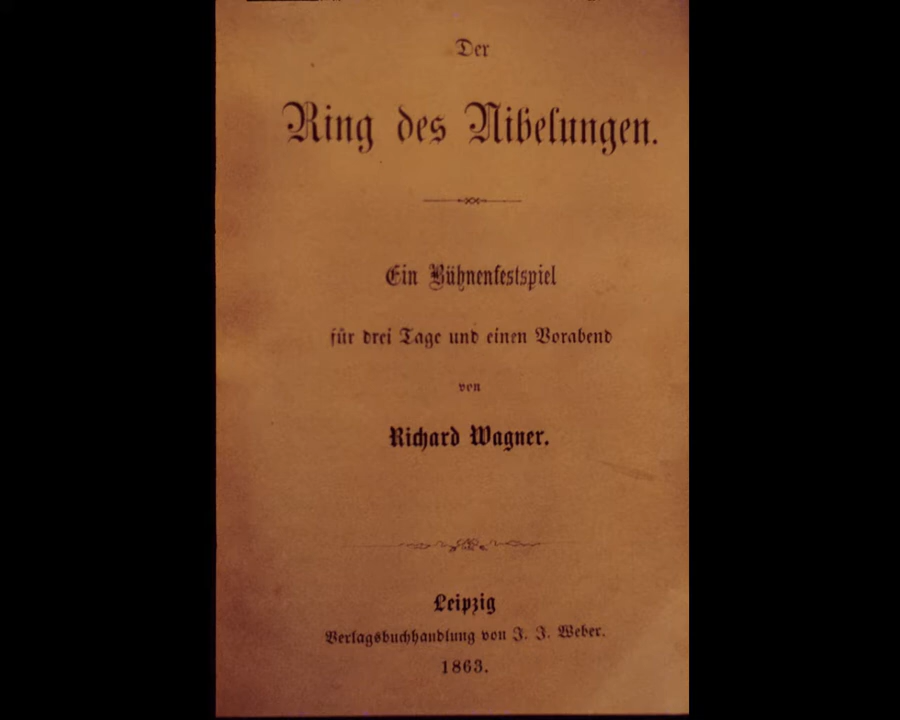 Der
Ring des Nibelungen.
Ein Bühnenfestspiel
für drei Tage und einen Vorabend
von
Richard Wagner.
Leipzig
Verlagsbuchhandlung von J. J. Weber.
1863.